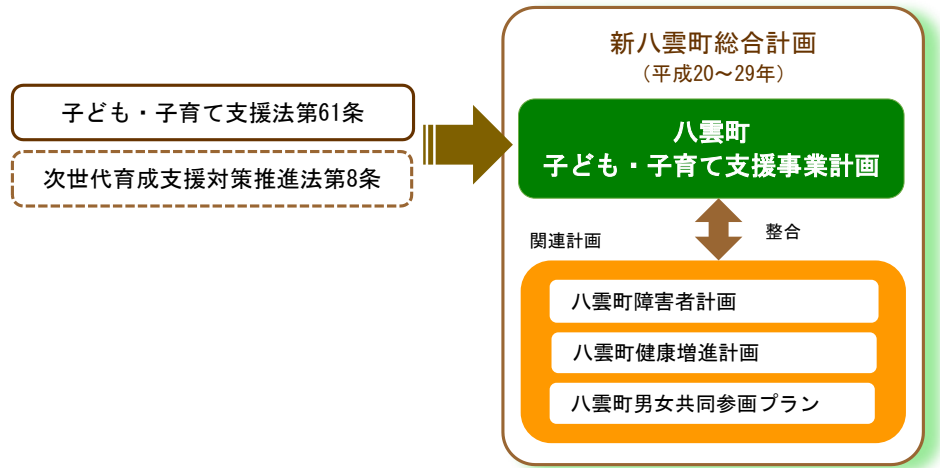 子ども・子育て支援法第61条
次世代育成支援対策推進法第8条
新八雲町総合計画
（平成20～29年）
八雲町
子ども・子育て支援事業計画
関連計画
整合
八雲町障害者計画
八雲町健康増進計画
八雲町男女共同参画プラン